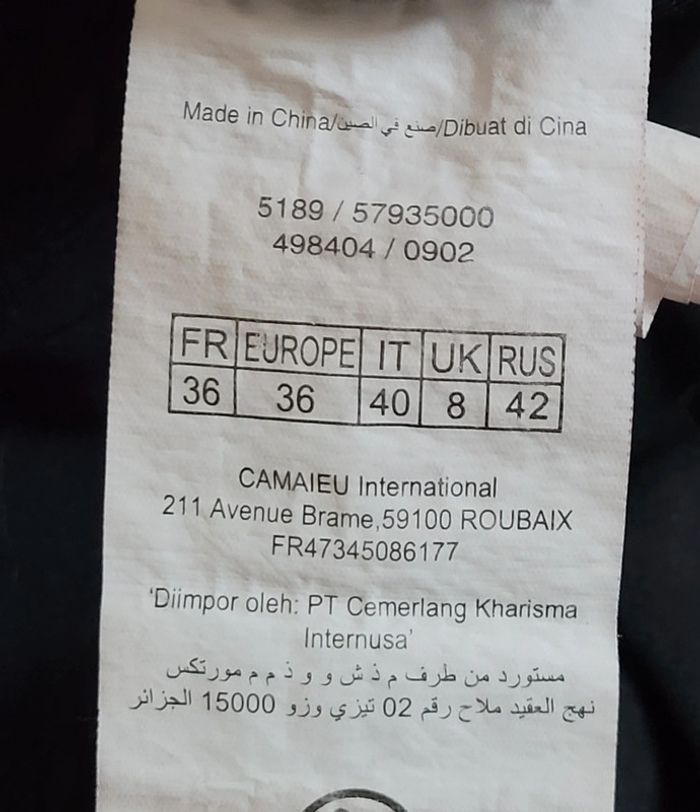 Made in China/صنع في الصين/Dibuat di Cina
5189 / 57935000
498404 / 0902
FR EUROPE IT UK RUS
36 36 40 8 42
CAMAIEU International
211 Avenue Brame,59100 ROUBAIX
FR47345086177
'Diimpor oleh: PT Cemerlang Kharisma
Internusa'
مستورد من طرف م ذ ش و و ذ م م مورتكس
نهج العقيد ملاح رقم 02 تيزي وزو 15000 الجزائر